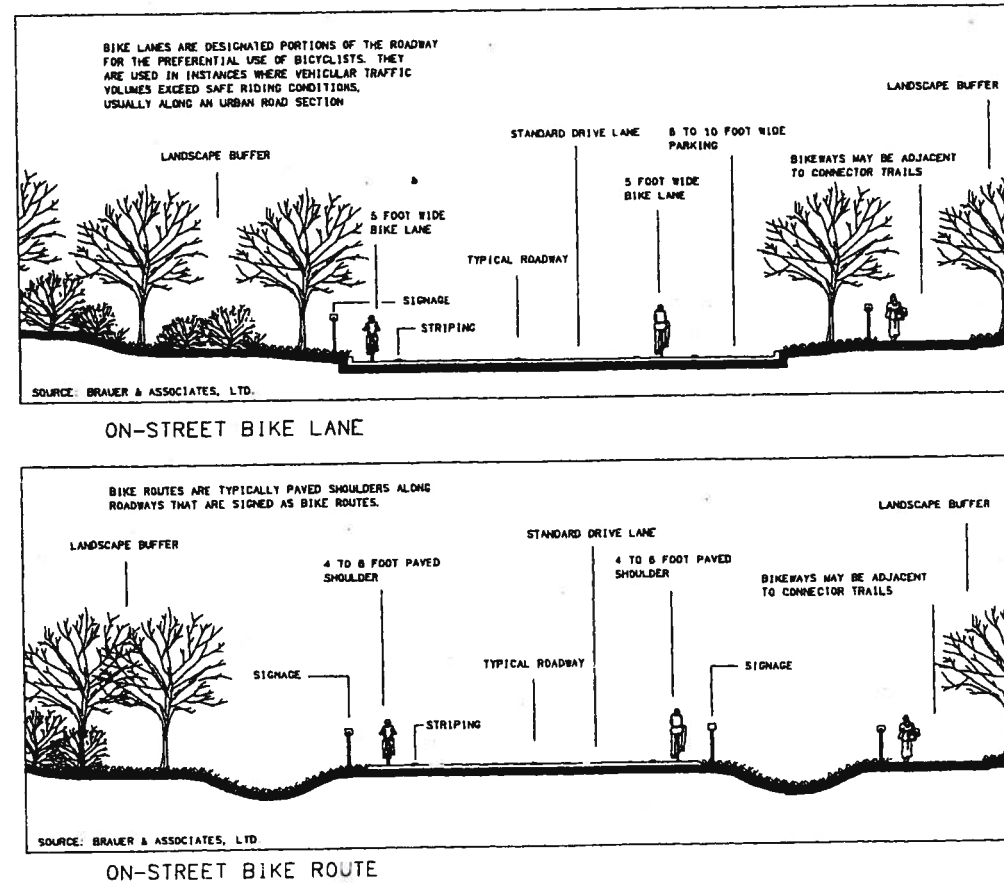 BIKE LANES ARE DESIGNATED PORTIONS OF THE ROADWAY
FOR THE PREFERENTIAL USE OF BICYCLISTS. THEY
ARE USED IN INSTANCES WHERE VEHICULAR TRAFFIC
VOLUMES EXCEED SAFE RIDING CONDITIONS,
USUALLY ALONG AN URBAN ROAD SECTION
LANDSCAPE BUFFER
STANDARD DRIVE LANE
8 TO 10 FOOT WIDE
PARKING
LANDSCAPE BUFFER
BIKEWAYS MAY BE ADJACENT
TO CONNECTOR TRAILS
5 FOOT WIDE
BIKE LANE
5 FOOT WIDE
BIKE LANE
TYPICAL ROADWAY
SIGNAGE
STRIPING
SOURCE: BRAUER & ASSOCIATES, LTD.
ON-STREET BIKE LANE
BIKE ROUTES ARE TYPICALLY PAVED SHOULDERS ALONG
ROADWAYS THAT ARE SIGNED AS BIKE ROUTES.
LANDSCAPE BUFFER
STANDARD DRIVE LANE
LANDSCAPE BUFFER
4 TO 6 FOOT PAVED
SHOULDER
4 TO 6 FOOT PAVED
SHOULDER
BIKEWAYS MAY BE ADJACENT
TO CONNECTOR TRAILS
SIGNAGE
TYPICAL ROADWAY
SIGNAGE
STRIPING
SOURCE: BRAUER & ASSOCIATES, LTD.
ON-STREET BIKE ROUTE